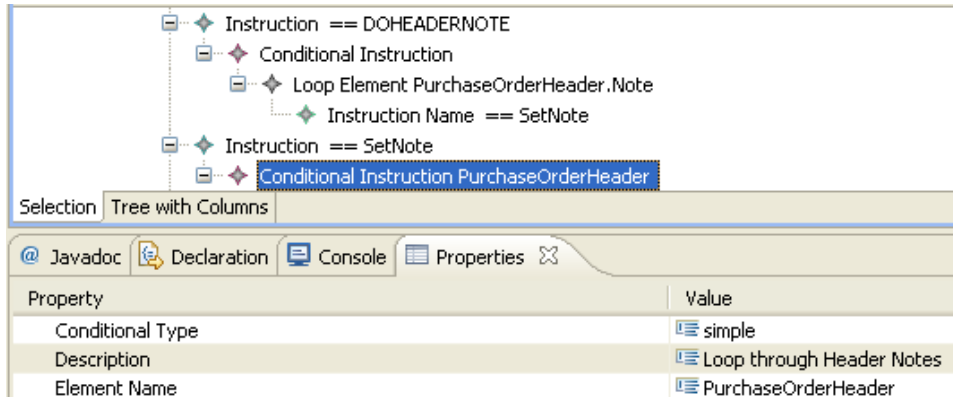 Instruction == DOHEADERNOTE
Conditional Instruction
Loop Element PurchaseOrderHeader.Note
Instruction Name == SetNote
Instruction == SetNote
Conditional Instruction PurchaseOrderHeader
Selection Tree with Columns
@ Javadoc Declaration Console Properties
Property Value
Conditional Type simple
Description Loop through Header Notes
Element Name PurchaseOrderHeader